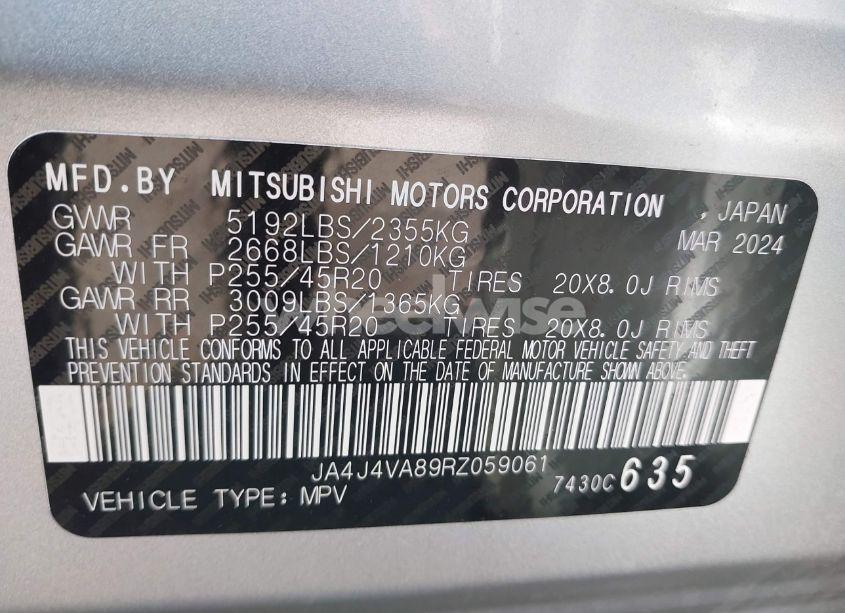 MFD.BY MITSUBISHI MOTORS CORPORATION , JAPAN
GVWR 5192LBS/2355KG MAR 2024
GAWR FR 2668LBS/1210KG
WITH P255/45R20 TIRES 20X8.0J RIMS
GAWR RR 3009LBS/1365KG
WITH P255/45R20 TIRES 20X8.0J RIMS
THIS VEHICLE CONFORMS TO ALL APPLICABLE FEDERAL MOTOR VEHICLE SAFETY AND THEFT
PREVENTION STANDARDS IN EFFECT ON THE DATE OF MANUFACTURE SHOWN ABOVE.
JA4J4VA89RZ059061
VEHICLE TYPE: MPV 7430C 635